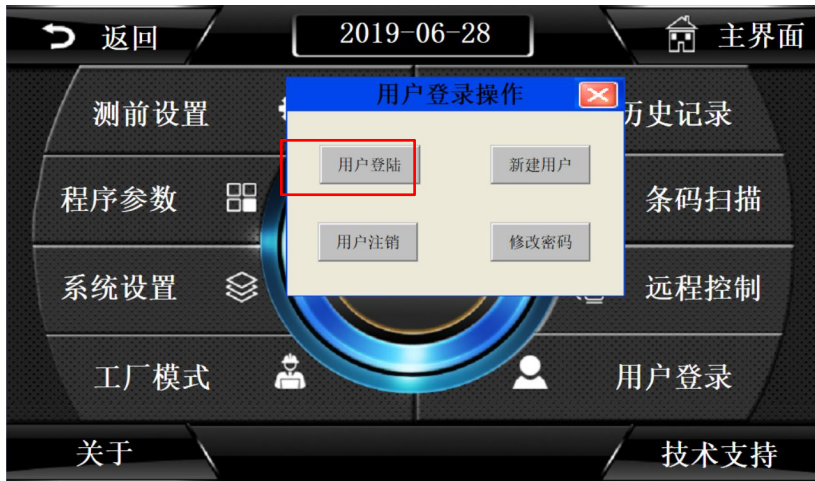 返回
2019-06-28
主界面
用户登录操作
测前设置
历史记录
用户登陆
新建用户
程序参数
条码扫描
用户注销
修改密码
系统设置
远程控制
工厂模式
用户登录
关于
技术支持